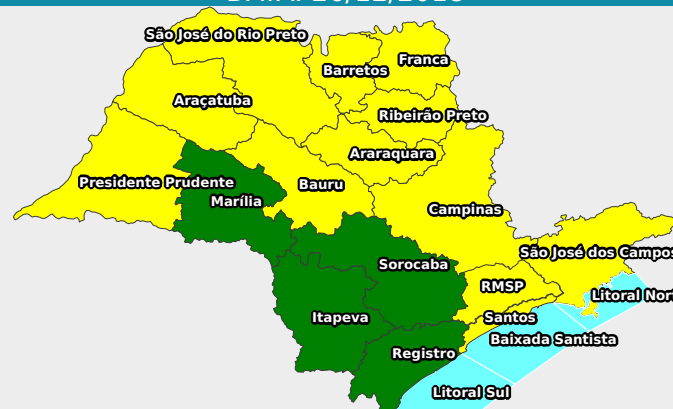 São José do Rio Preto
Franca
Barretos
Araçatuba
Ribeirão Preto
Araraquara
Presidente Prudente
Bauru
Marília
Campinas
São José dos Campos
Sorocaba
RMSP
Litoral Nort
Itapeva
Santos
Baixada Santista
Registro
Litoral Sul